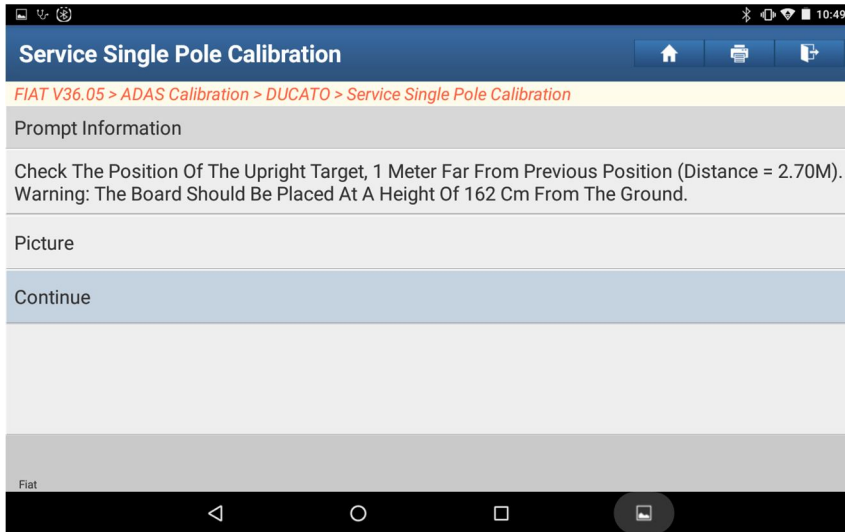 10:49
Service Single Pole Calibration
FIAT V36.05 > ADAS Calibration > DUCATO > Service Single Pole Calibration
Prompt Information
Check The Position Of The Upright Target, 1 Meter Far From Previous Position (Distance = 2.70M).
Warning: The Board Should Be Placed At A Height Of 162 Cm From The Ground.
Picture
Continue
Fiat